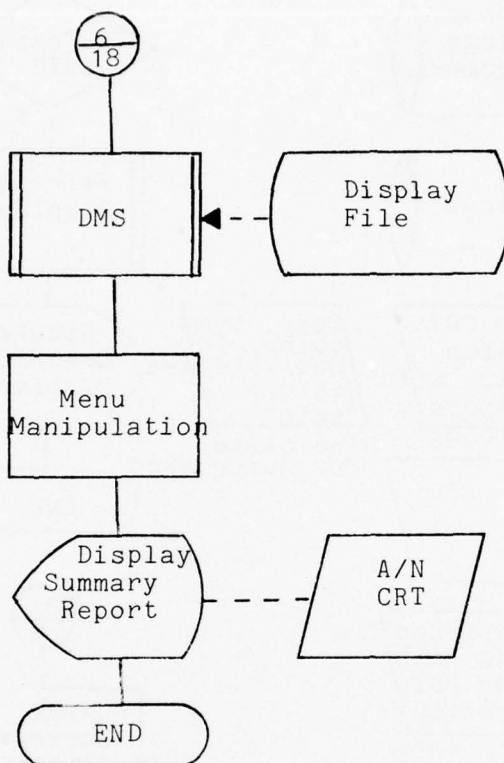 6
18
DMS
Display
File
Menu
Manipulation
Display
Summary
Report
A/N
CRT
END